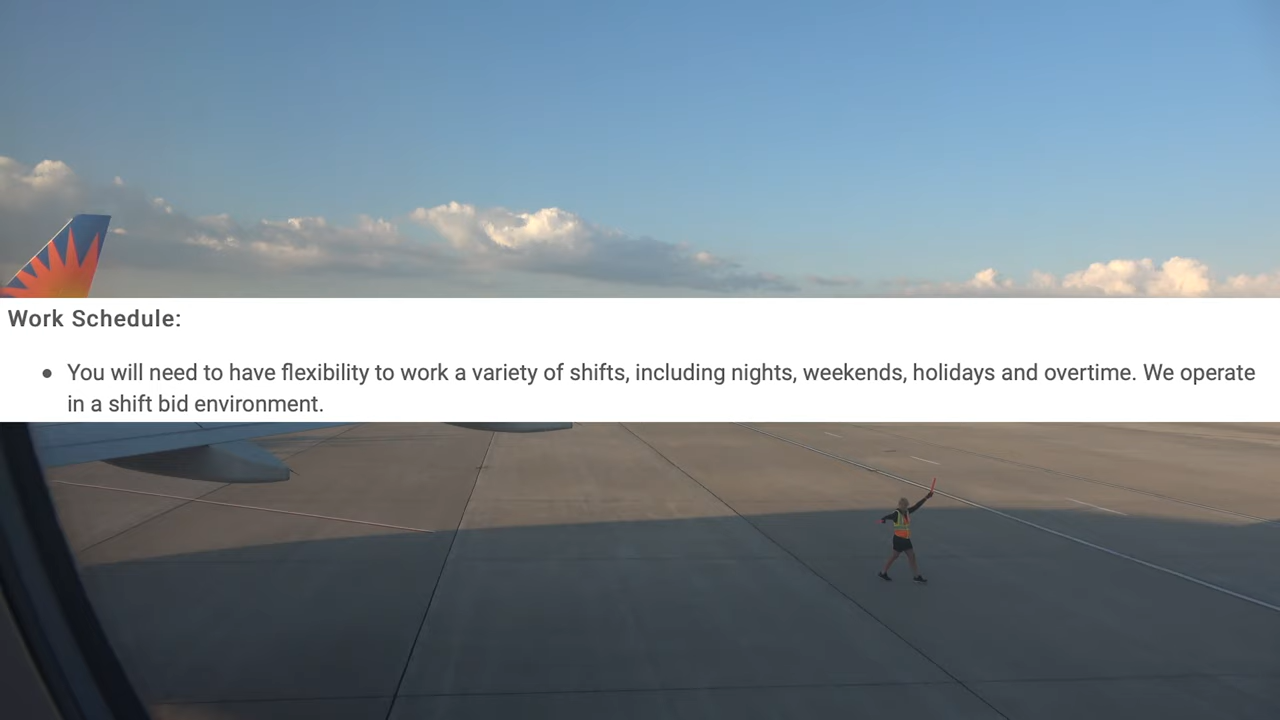 Work Schedule:
• You will need to have flexibility to work a variety of shifts, including nights, weekends, holidays and overtime. We operate
in a shift bid environment.